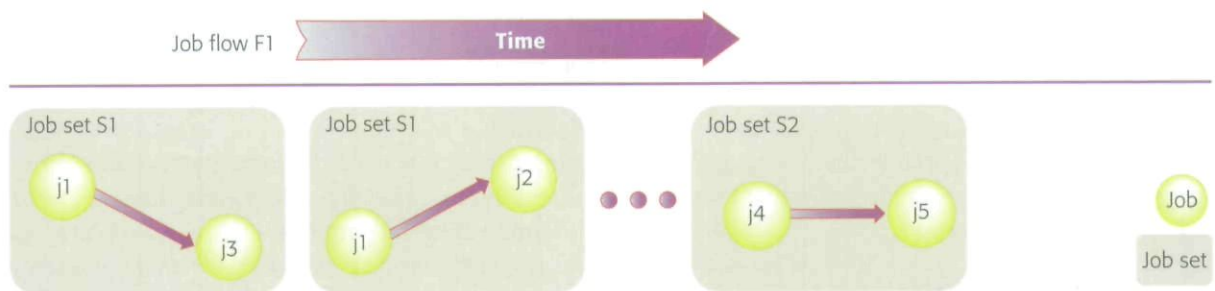 Job flow F1
Time
Job set S1
j1
j3
Job set S1
j1
j2
Job set S2
j4
j5
Job
Job set